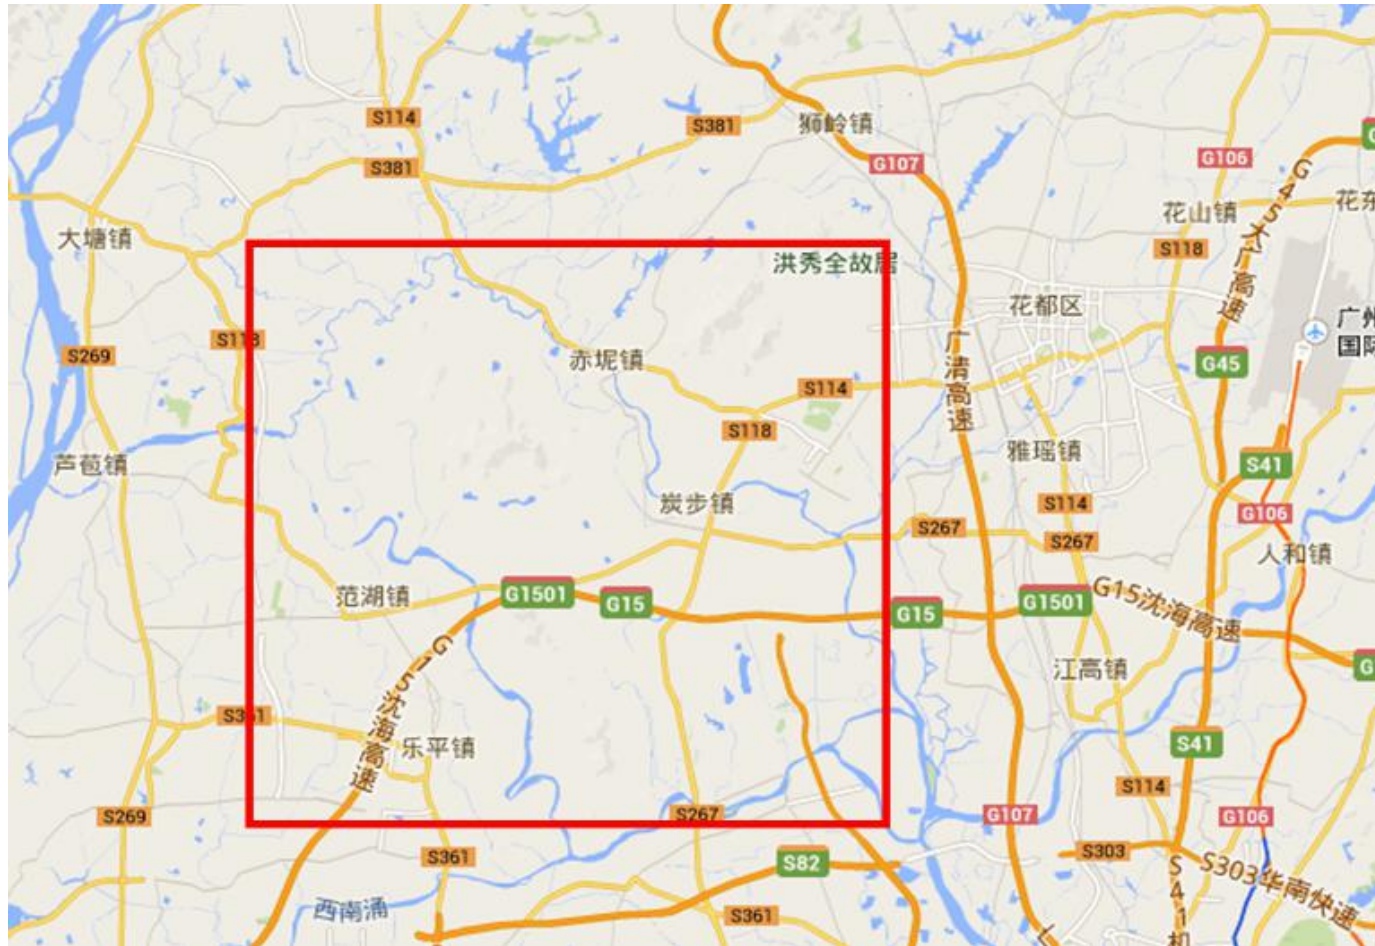 S114
S381
狮岭镇
S381
G107
G106
G45大广高速
花东
花山镇
大塘镇
S118
洪秀全故居
花都区
广州
国际
S118
S269
赤坭镇
广清高速
G45
S114
S118
雅瑶镇
芦苞镇
S41
炭步镇
S114
G106
S267
S267
人和镇
范湖镇
G1501
G15
G15
G1501
G15沈海高速
G15沈海高速
江高镇
G
S361
乐平镇
S41
S114
S269
S267
G107
G106
S361
S82
S303
S303华南快速
西南涌
S361
S41机